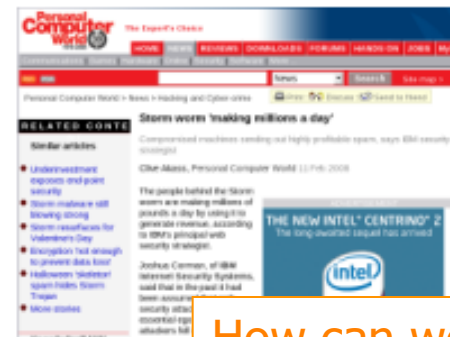 Personal
Computer
World
The Expert's Choice
HOME NEWS REVIEWS DOWNLOADS FORUMS HANDS ON JOBS
News Search Site map >
Personal Computer World > News > Hacking and Cyber-crime
Print Discuss Send to friend
RELATED CONTE
Similar articles
Underinvestment
exposes end-point
security
Storm malware still
blowing strong
Storm resurfaces for
Valentine's Day
Encryption 'not enough
to prevent data loss'
Halloween 'skeleton'
spam hides Storm
Trojan
More stories
Storm worm 'making millions a day'
Compromised machines sending out highly profitable spam, says IBM security
strategist
Clive Akass, Personal Computer World 11 Feb 2008
The people behind the Storm
worm are making millions of
pounds a day by using it to
generate revenue, according
to IBM's principal web
security strategist.
Joshua Corman, of IBM
Internet Security Systems,
said that in the past it had
been assumed
security attac
essential
attackers
ADVERTISEMENT
THE NEW INTEL® CENTRINO® 2
The long-awaited sequel has arrived
intel
How can we